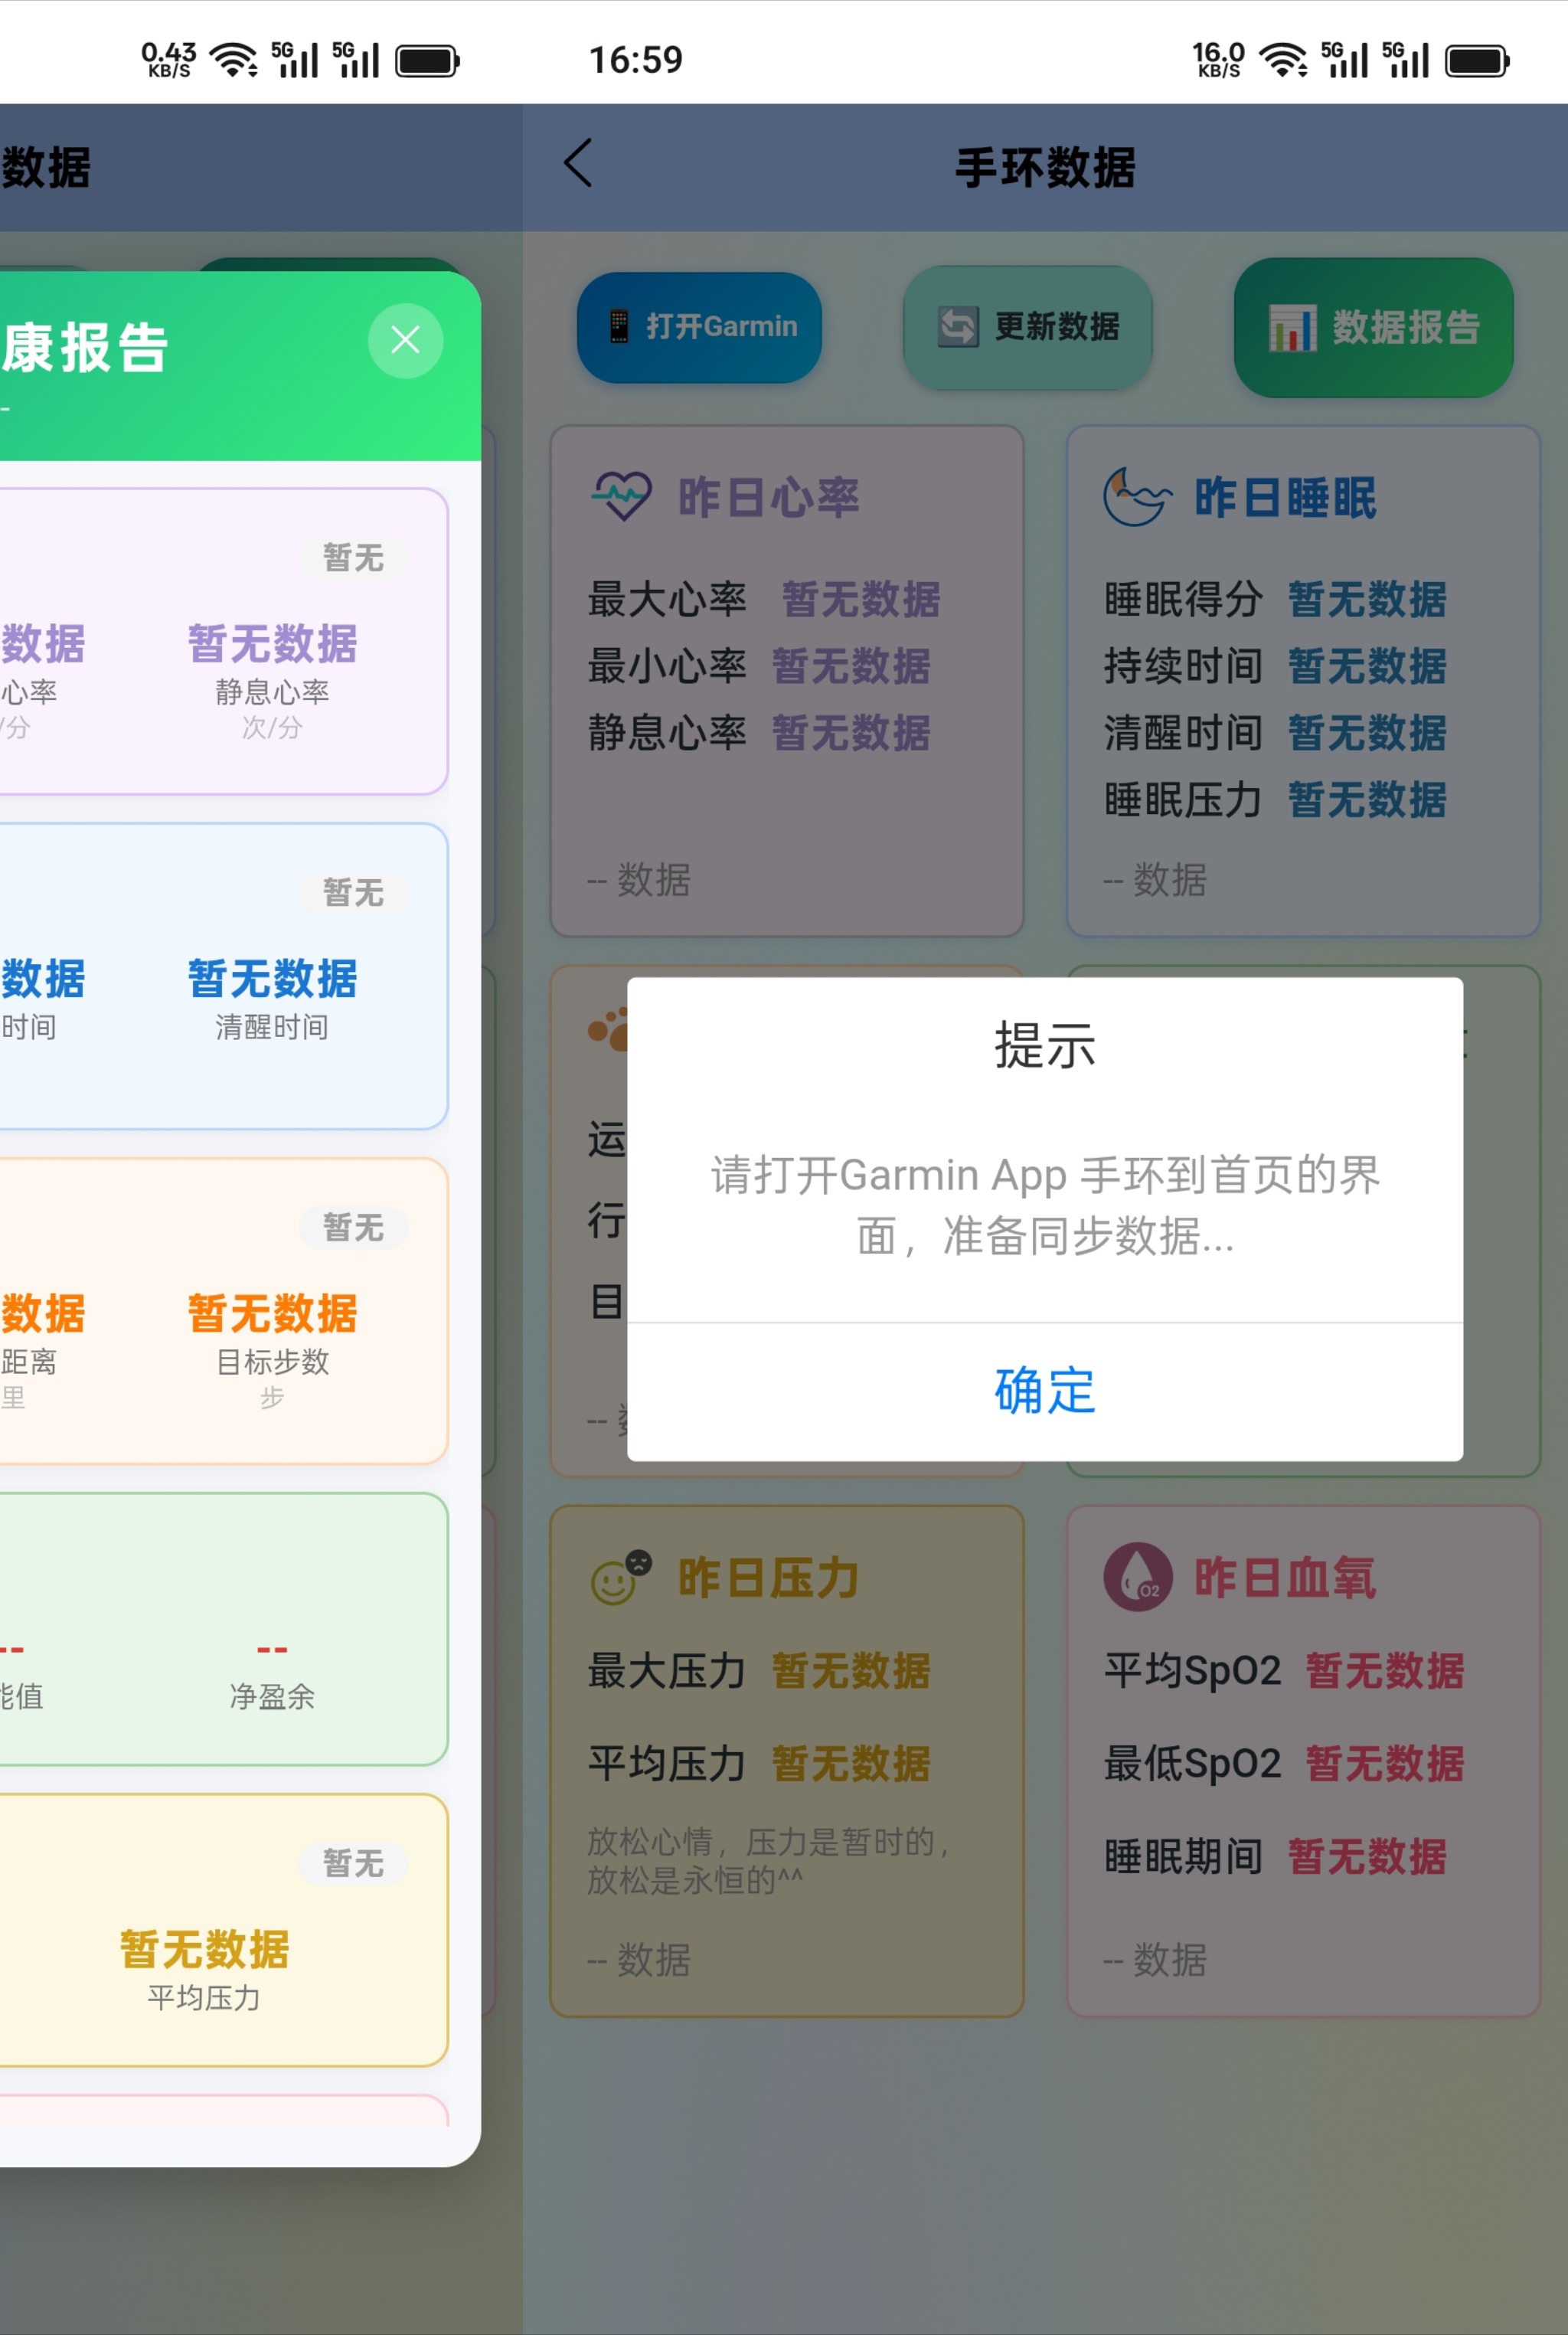 0.43
KB/S
5G
5G
数据
康报告
-
暂无
数据
暂无数据
心率
静息心率
/分
次/分
暂无
数据
暂无数据
时间
清醒时间
暂无
数据
暂无数据
距离
目标步数
里
步
--
--
能值
净盈余
暂无
暂无数据
平均压力
16:59
16.0
KB/S
5G
5G
手环数据
打开Garmin
更新数据
数据报告
昨日心率
最大心率 暂无数据
最小心率 暂无数据
静息心率 暂无数据
-- 数据
昨日睡眠
睡眠得分 暂无数据
持续时间 暂无数据
清醒时间 暂无数据
睡眠压力 暂无数据
-- 数据
运
行
目
--
提示
请打开Garmin App 手环到首页的界
面，准备同步数据...
确定
昨日压力
最大压力 暂无数据
平均压力 暂无数据
放松心情，压力是暂时的，
放松是永恒的^^
-- 数据
昨日血氧
O2
平均SpO2 暂无数据
最低SpO2 暂无数据
睡眠期间 暂无数据
-- 数据